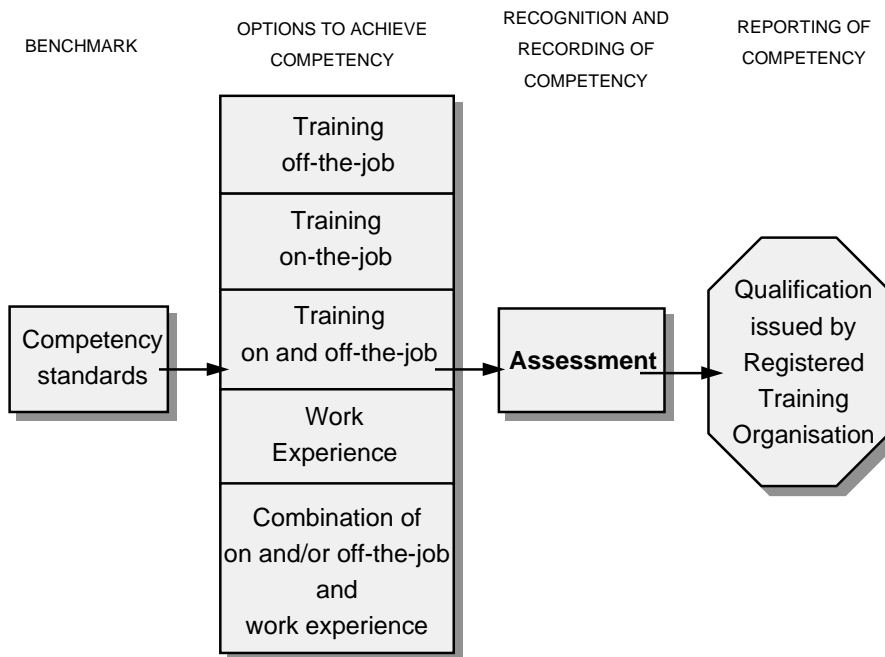 BENCHMARK
OPTIONS TO ACHIEVE
COMPETENCY
RECOGNITION AND
RECORDING OF
COMPETENCY
REPORTING OF
COMPETENCY
Competency
standards
Training
off-the-job
Training
on-the-job
Training
on and off-the-job
Work
Experience
Combination of
on and/or off-the-job
and
work experience
Assessment
Qualification
issued by
Registered
Training
Organisation